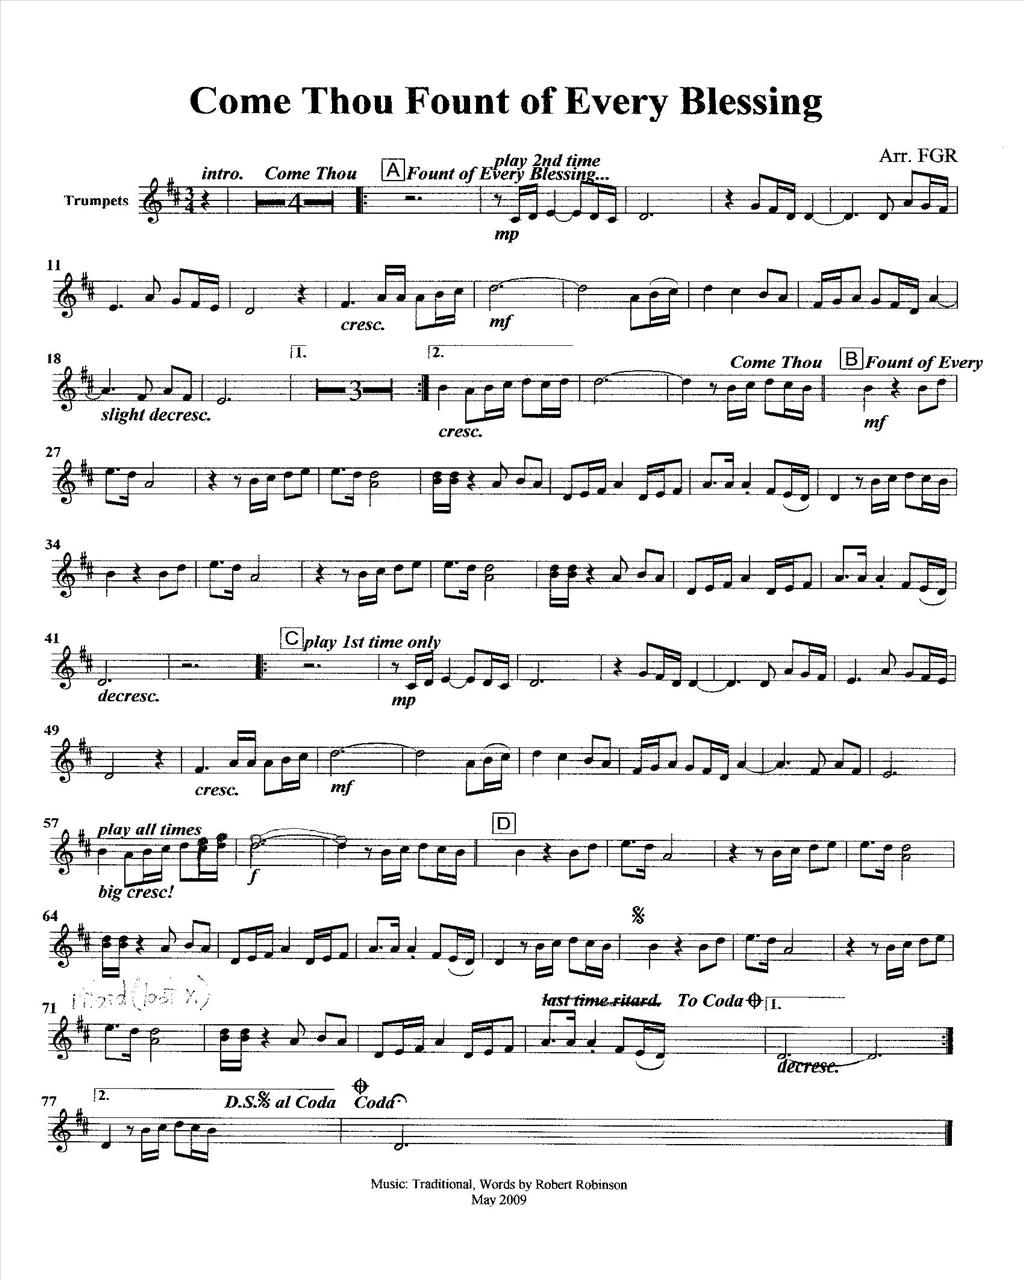 Come Thou Fount of Every Blessing
Arr. FGR
play 2nd time
intro. Come Thou A Fount of Every Blessing...
Trumpets
3
4
4
mp
11
cresc.
mf
18
1.
2.
Come Thou B Fount of Every
3
slight decresc.
cresc.
mf
27
34
41
C play 1st time only
decresc.
mp
49
cresc.
mf
57
play all times
D
big cresc!
f
64
71
last time ritard. To Coda 1.
decresc.
77
2.
D.S. al Coda Coda
Music: Traditional, Words by Robert Robinson
May 2009